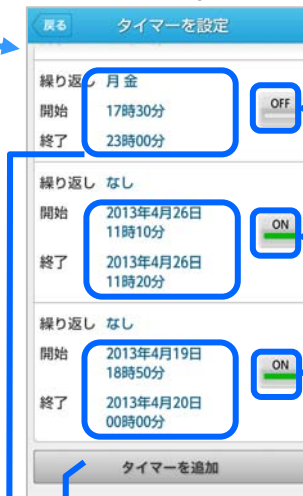 戻る タイマーを設定
繰り返し 月 金
開始 17時30分 OFF
終了 23時00分
繰り返し なし
開始 2013年4月26日
11時10分 ON
終了 2013年4月26日
11時20分
繰り返し なし
開始 2013年4月19日
18時50分 ON
終了 2013年4月20日
00時00分
タイマーを追加